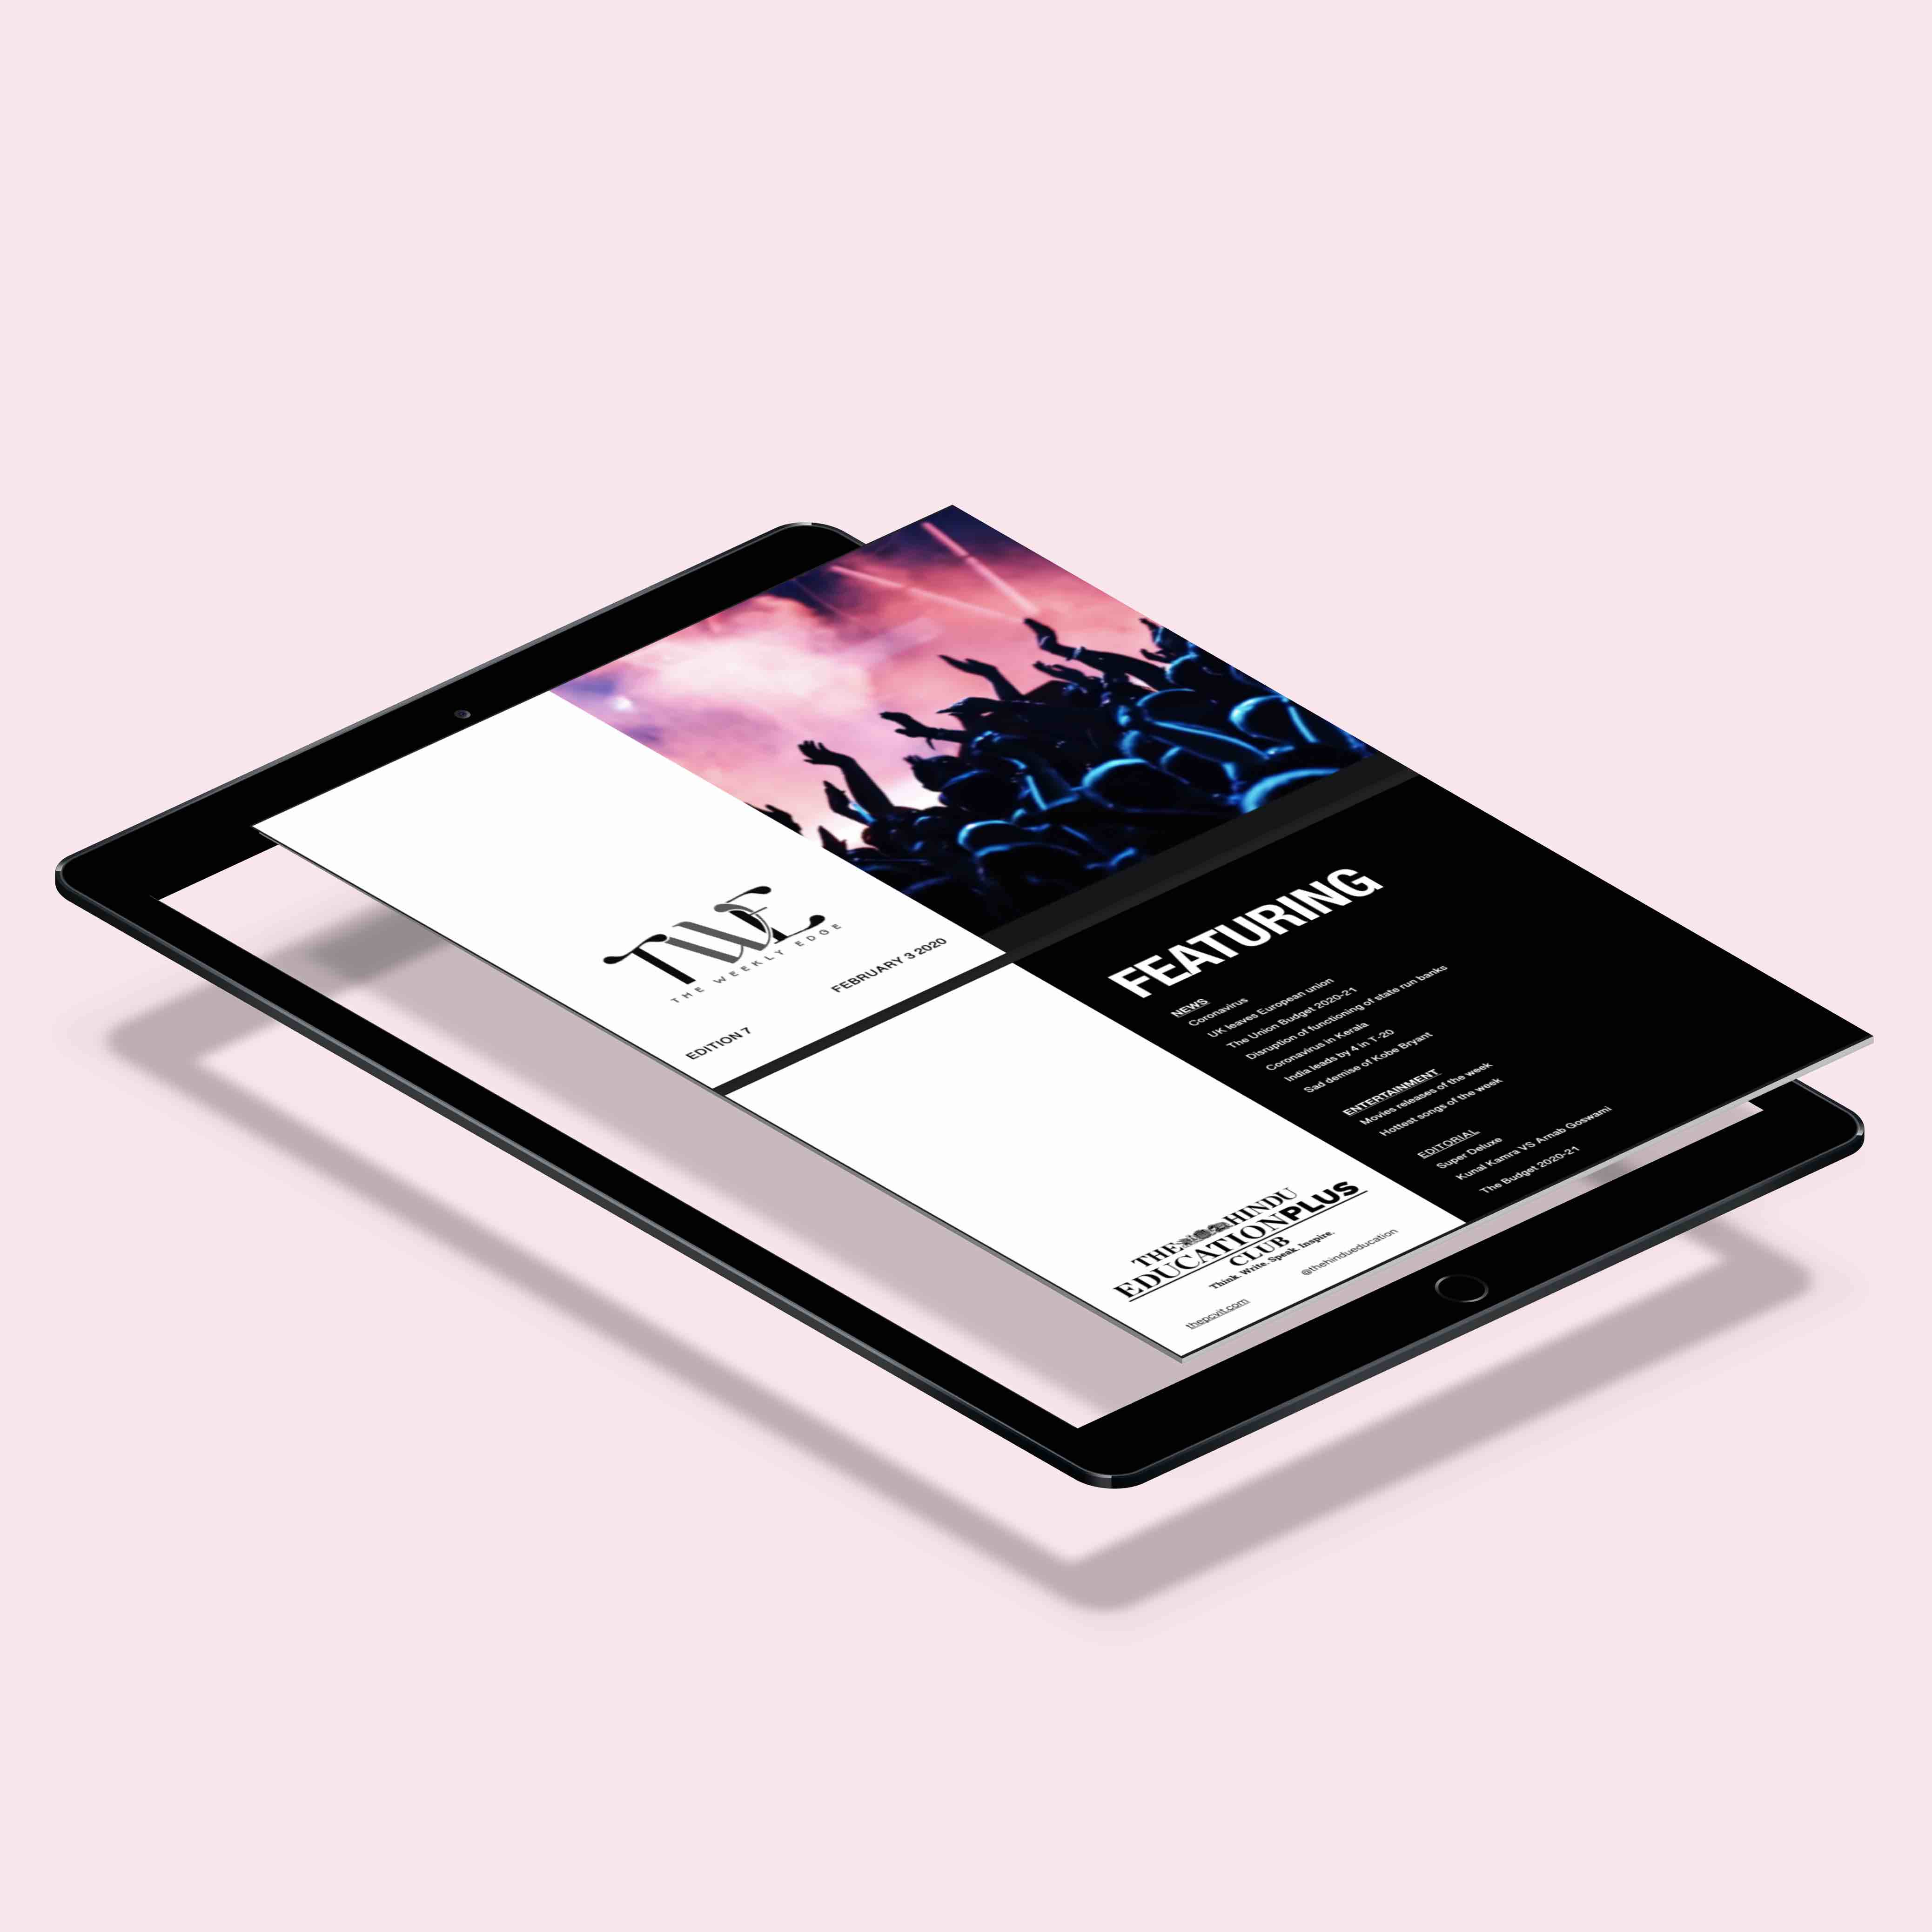 TWE
THE WEEKLY EDGE
EDITION 7
FEBRUARY 3 2020
FEATURIING
NEWS
Coronavirus
UK leaves European union
The Union Budget 2020-21
Disruption of functioning of state run banks
Coronavirus in Kerala
India leads by 4 in T-20
Sad demise of Kobe Bryant
ENTERTAINMENT
Movies releases of the week
Hottest songs of the week
EDITORIAL
Super Deluxe
Kunal Kamra VS Arnab Goswami
The Budget 2020-21
THE HINDU
EDUCATIONPLUS
CLUB
Think. Write. Speak. Inspire.
thepcvit.com
@thehindueducation